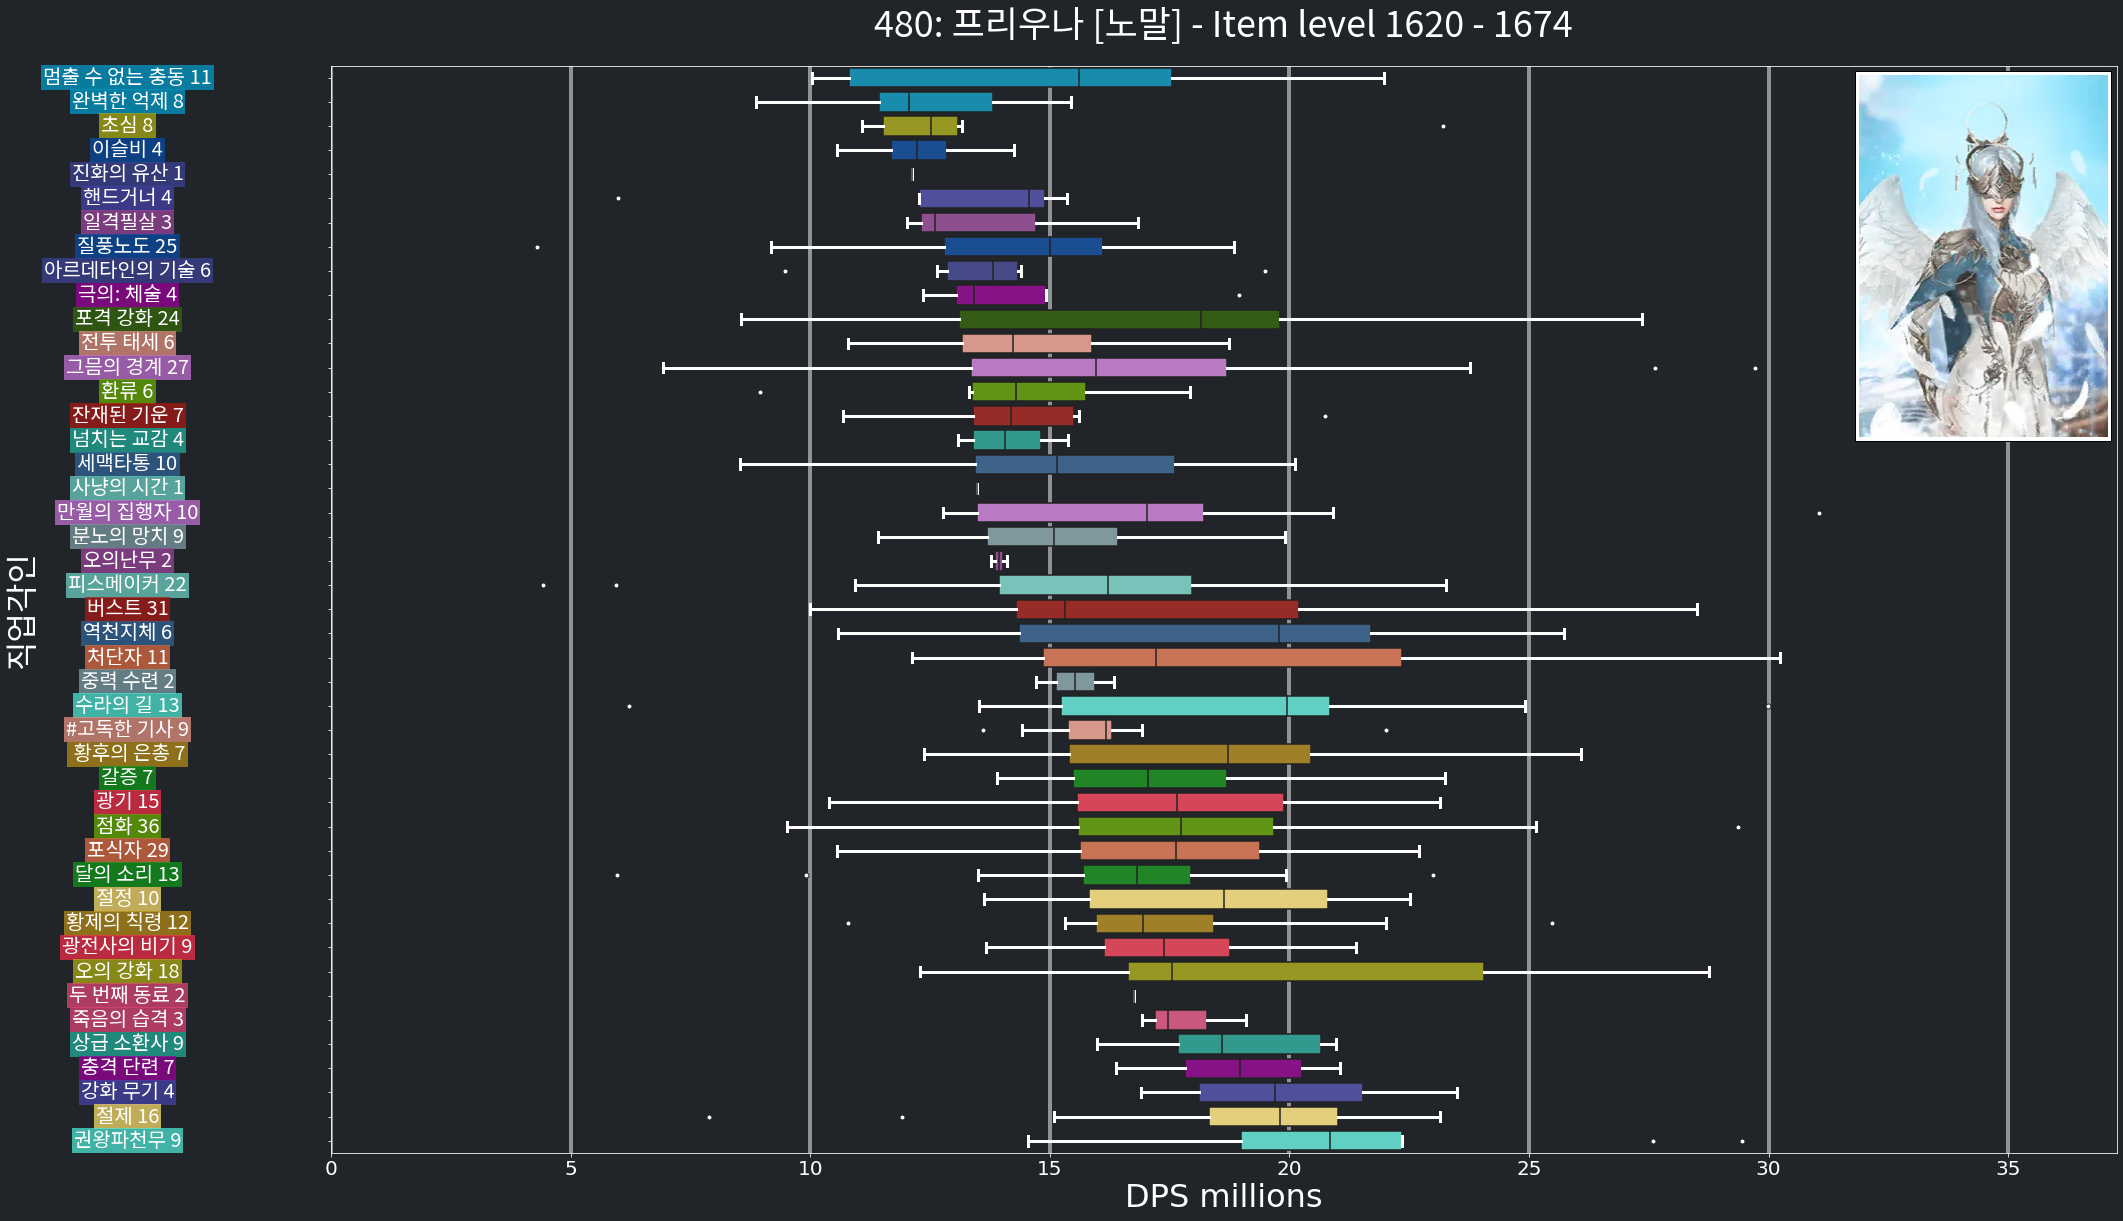 480: 프리우나 [노말] - Item level 1620 - 1674
멈출 수 없는 충동 11
완벽한 억제 8
초심 8
이슬비 4
진화의 유산 1
핸드거너 4
일격필살 3
질풍노도 25
아르데타인의 기술 6
극의: 체술 4
포격 강화 24
전투 태세 6
그믐의 경계 27
환류 6
잔재된 기운 7
넘치는 교감 4
세맥타통 10
사냥의 시간 1
만월의 집행자 10
분노의 망치 9
오의난무 2
피스메이커 22
버스트 31
역천지체 6
처단자 11
중력 수련 2
수라의 길 13
#고독한 기사 9
황후의 은총 7
갈증 7
광기 15
점화 36
포식자 29
달의 소리 13
절정 10
황제의 칙령 12
광전사의 비기 9
오의 강화 18
두 번째 동료 2
죽음의 습격 3
상급 소환사 9
충격 단련 7
강화 무기 4
절제 16
권왕파천무 9
직업각인
0 5 10 15 20 25 30 35
DPS millions